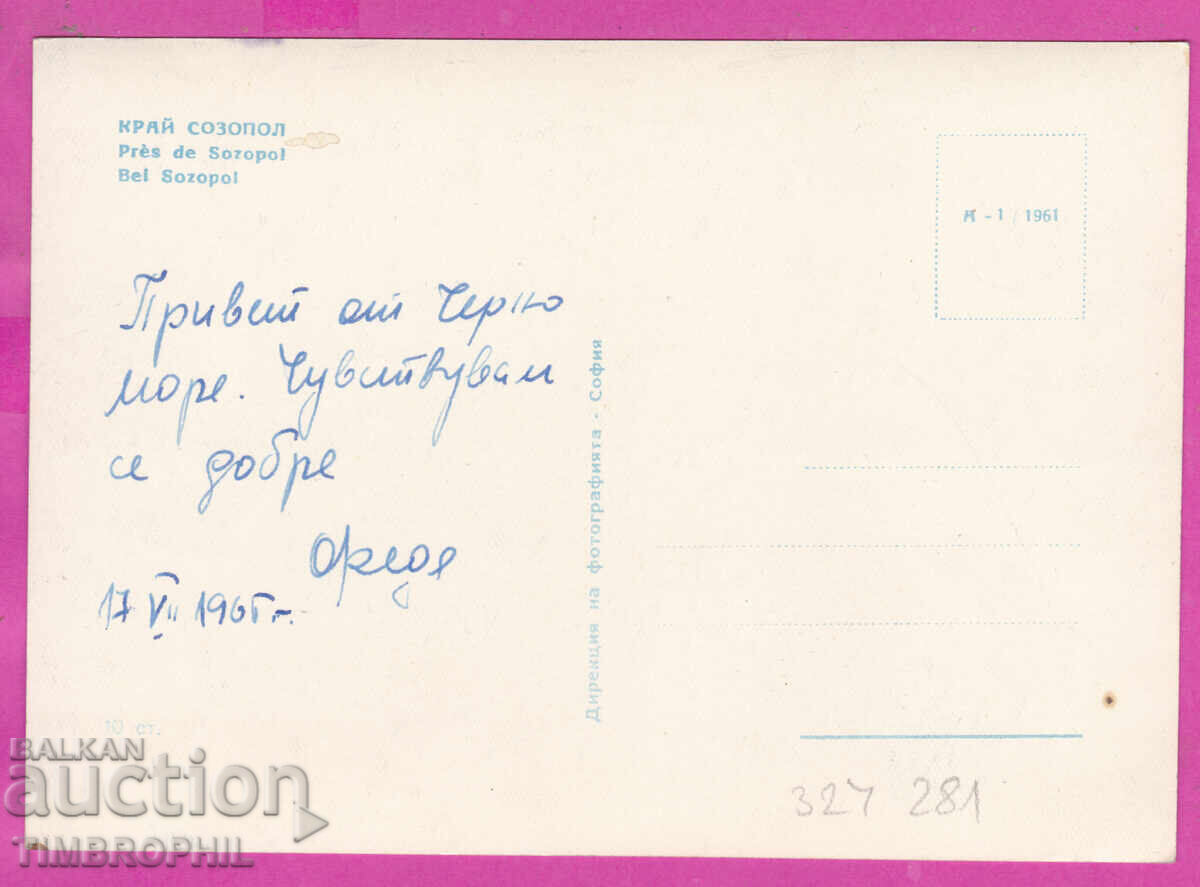 КРАЙ СОЗОПОЛ
Près de Sozopol
Bei Sozopol
К - 1 / 1961
Привет от Черно
море. Чувствувам
се добре
17 VII 1965 г.
Дирекция на фотографията · София
10 ст.
327 281
BALKAN
auction
TIMBROPHIL